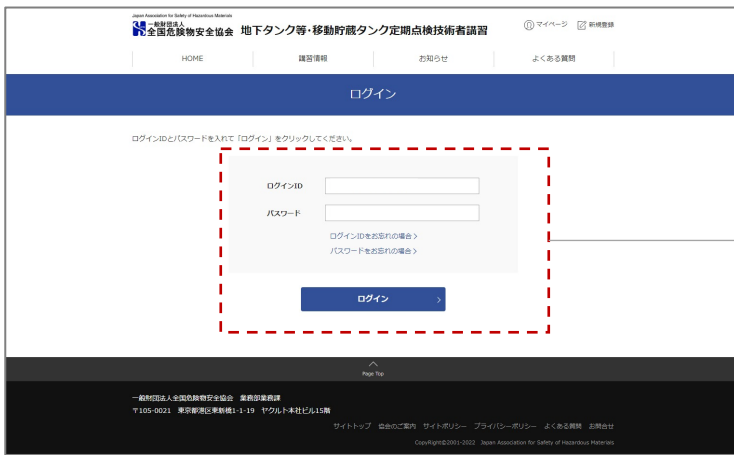 Japan Association for Safety of Hazardous Materials
一般財団法人
全国危険物安全協会 地下タンク等・移動貯蔵タンク定期点検技術者講習
マイページ 新規登録
HOME 講習情報 お知らせ よくある質問
ログイン
ログインIDとパスワードを入れて「ログイン」をクリックしてください。
ログインID
パスワード
ログインIDをお忘れの場合 >
パスワードをお忘れの場合 >
ログイン
Page Top
一般財団法人全国危険物安全協会 業務部業務課
〒105-0021 東京都港区東新橋1-1-19 ヤクルト本社ビル15階
サイトトップ 協会のご案内 サイトポリシー プライバシーポリシー よくある質問 お問合せ
CopyRight©2001-2022 Japan Association for Safety of Hazardous Materials